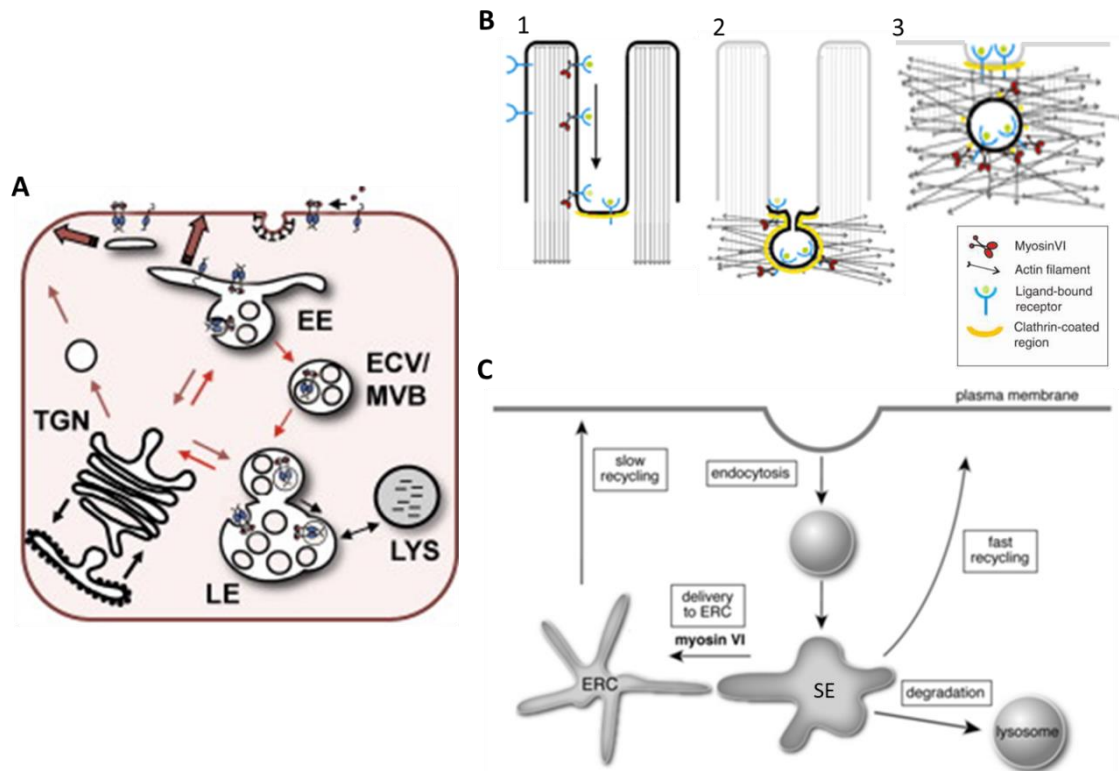 A
EE
ECV/
MVB
TGN
LYS
LE
B
1
2
3
MyosinVI
Actin filament
Ligand-bound
receptor
Clathrin-coated
region
C
plasma membrane
slow
recycling
endocytosis
fast
recycling
delivery
to ERC
myosin VI
ERC
SE
degradation
lysosome